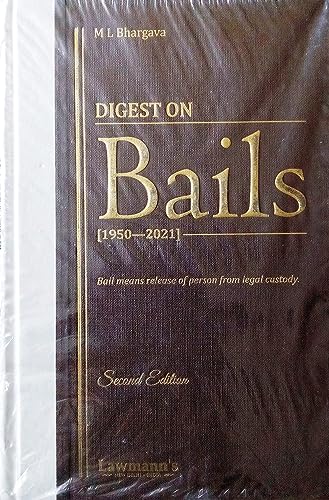 M L Bhargava
DIGEST ON
Bails
[1950—2021]
Bail means release of person from legal custody.
Second Edition
Lawmann's